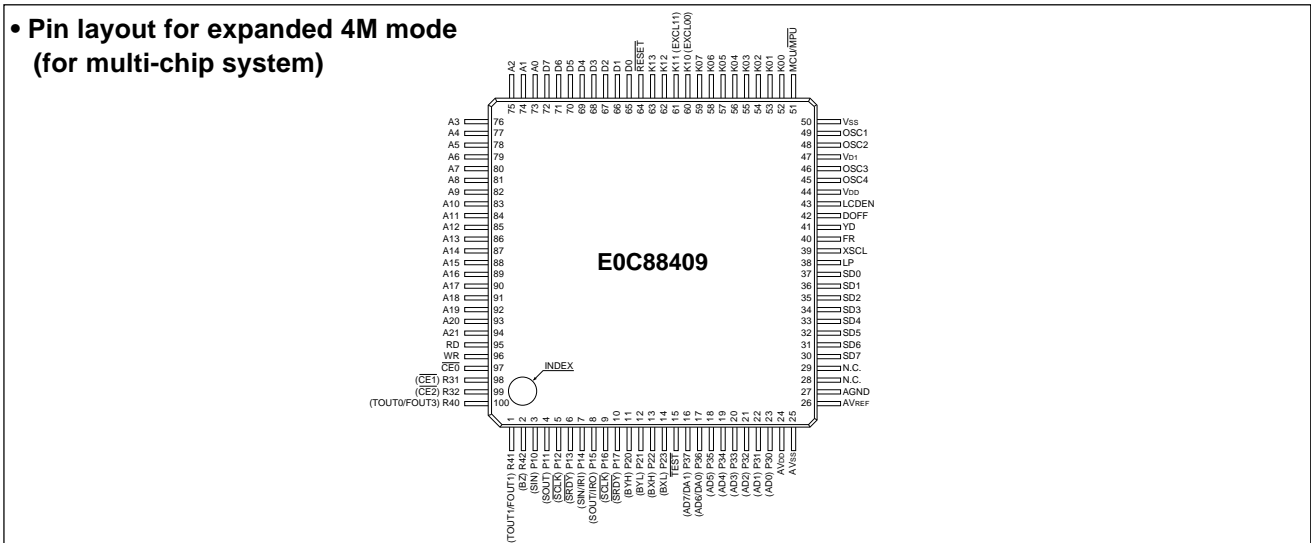 • Pin layout for expanded 4M mode
(for multi-chip system)
A2 A1 A0 D7 D6 D5 D4 D3 D2 D1 D0 RESET K13 K12 K11 (EXCL11) K10 (EXCL00) K07 K06 K05 K04 K03 K02 K01 K00 MCU/MPU
75 74 73 72 71 70 69 68 67 66 65 64 63 62 61 60 59 58 57 56 55 54 53 52 51
A3 76
A4 77
A5 78
A6 79
A7 80
A8 81
A9 82
A10 83
A11 84
A12 85
A13 86
A14 87
A15 88
A16 89
A17 90
A18 91
A19 92
A20 93
A21 94
RD 95
WR 96
CE0 97
(CE1) R31 98
(CE2) R32 99
(TOUT0/FOUT3) R40 100
E0C88409
INDEX
50 VSS
49 OSC1
48 OSC2
47 VD1
46 OSC3
45 OSC4
44 VDD
43 LCDEN
42 DOFF
41 YD
40 FR
39 XSCL
38 LP
37 SD0
36 SD1
35 SD2
34 SD3
33 SD4
32 SD5
31 SD6
30 SD7
29 N.C.
28 N.C.
27 AGND
26 AVREF
1 2 3 4 5 6 7 8 9 10 11 12 13 14 15 16 17 18 19 20 21 22 23 24 25
(TOUT1/FOUT1) R41
(BZ) R42
(SIN) P10
(SOUT) P11
(SCLK) P12
(SRDY) P13
(SIN/IRI) P14
(SOUT/IRO) P15
(SCLK) P16
(SRDY) P17
(BYH) P20
(BYL) P21
(BXH) P22
(BXL) P23
TEST
(AD7/DA1) P37
(AD6/DA0) P36
(AD5) P35
(AD4) P34
(AD3) P33
(AD2) P32
(AD1) P31
(AD0) P30
AVDD
AVSS